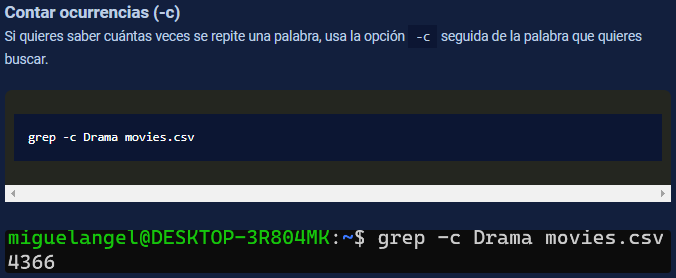 Contar ocurrencias (-c)
Si quieres saber cuántas veces se repite una palabra, usa la opción -c seguida de la palabra que quieres
buscar.
grep -c Drama movies.csv
miguelangel@DESKTOP-3R804MK:~$ grep -c Drama movies.csv
4366